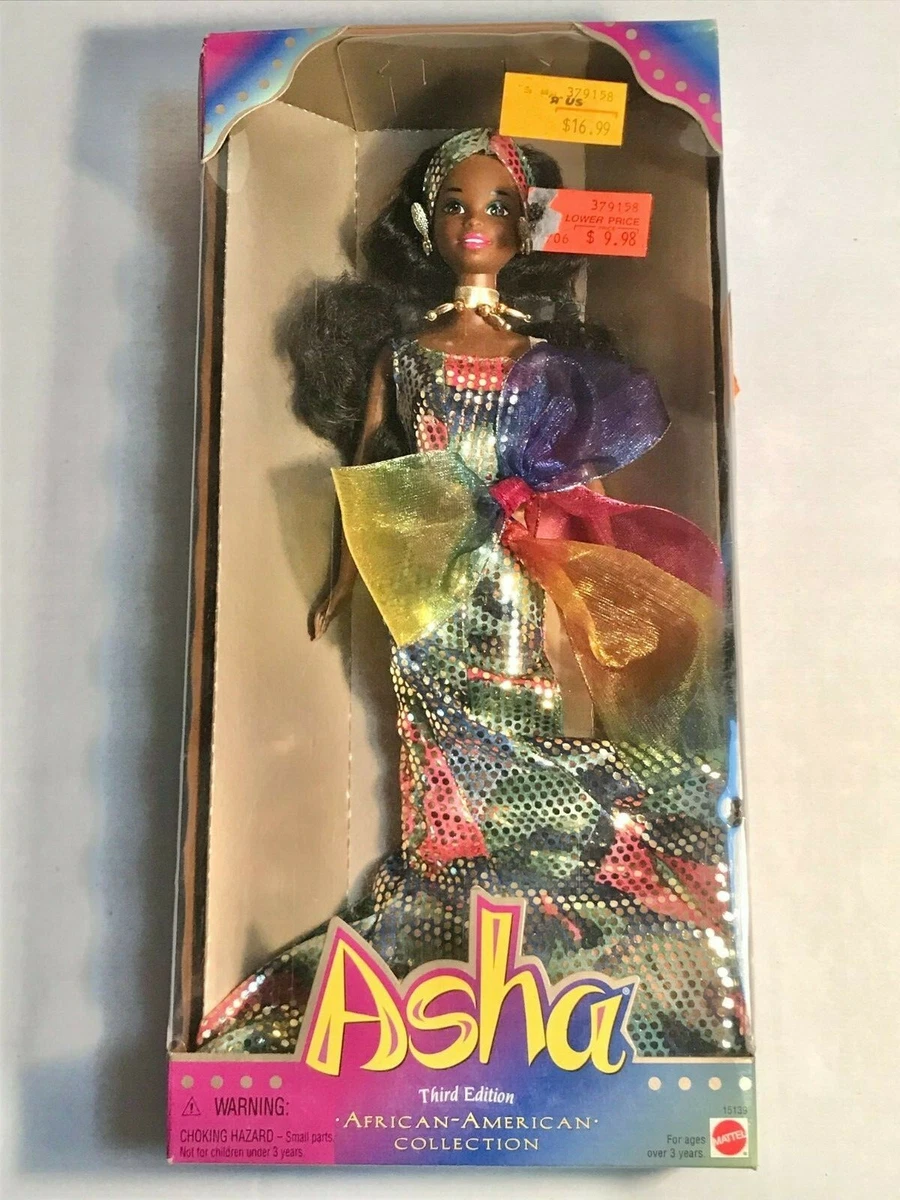 379158
R US
$16.99
379158
LOWER PRICE
06 $ 9.98
Asha
Third Edition
·AFRICAN-AMERICAN·
COLLECTION
WARNING:
CHOKING HAZARD – Small parts
Not for children under 3 years.
15139
For ages
over 3 years.
MATTEL